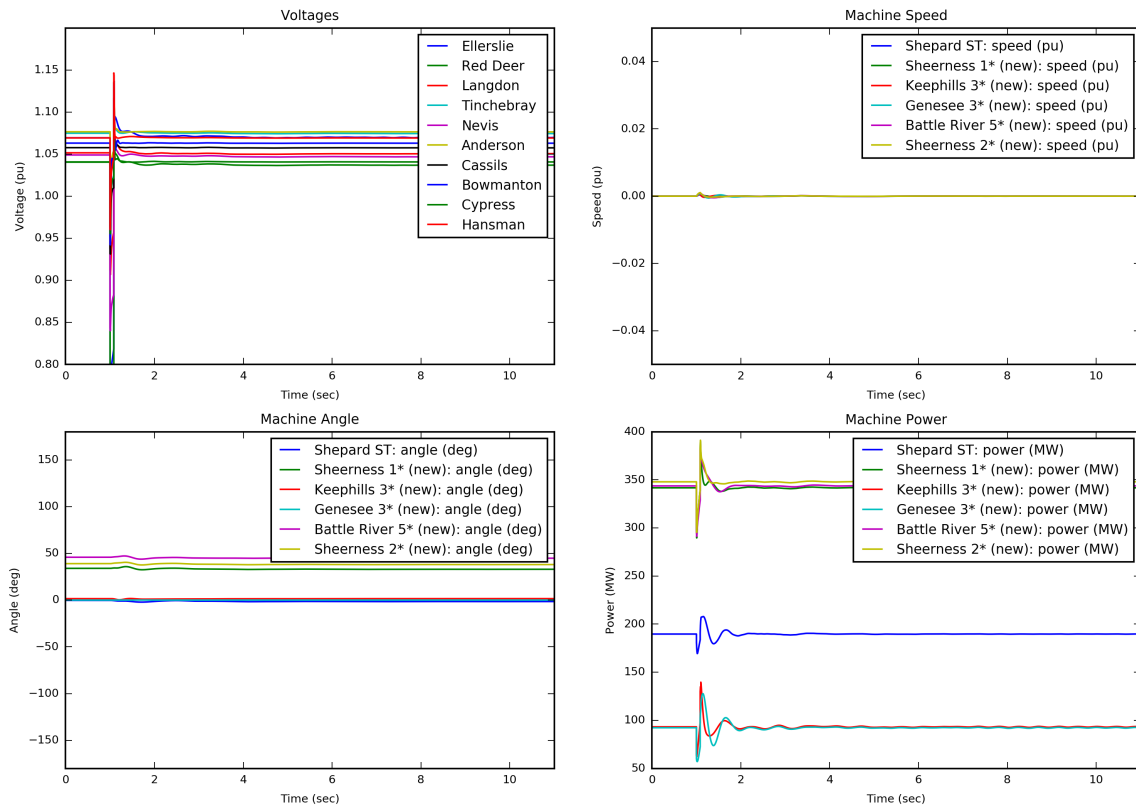 Voltages
1.15
1.10
1.05
1.00
0.95
0.90
0.85
0.80
Voltage (pu)
Ellerslie
Red Deer
Langdon
Tinchebray
Nevis
Anderson
Cassils
Bowmanton
Cypress
Hansman
0 2 4 6 8 10
Time (sec)
Machine Speed
0.04
0.02
0.00
−0.02
−0.04
Speed (pu)
Shepard ST: speed (pu)
Sheerness 1* (new): speed (pu)
Keephills 3* (new): speed (pu)
Genesee 3* (new): speed (pu)
Battle River 5* (new): speed (pu)
Sheerness 2* (new): speed (pu)
0 2 4 6 8 10
Time (sec)
Machine Angle
150
100
50
0
−50
−100
−150
Angle (deg)
Shepard ST: angle (deg)
Sheerness 1* (new): angle (deg)
Keephills 3* (new): angle (deg)
Genesee 3* (new): angle (deg)
Battle River 5* (new): angle (deg)
Sheerness 2* (new): angle (deg)
0 2 4 6 8 10
Time (sec)
Machine Power
400
350
300
250
200
150
100
50
Power (MW)
Shepard ST: power (MW)
Sheerness 1* (new): power (MW)
Keephills 3* (new): power (MW)
Genesee 3* (new): power (MW)
Battle River 5* (new): power (MW)
Sheerness 2* (new): power (MW)
0 2 4 6 8 10
Time (sec)